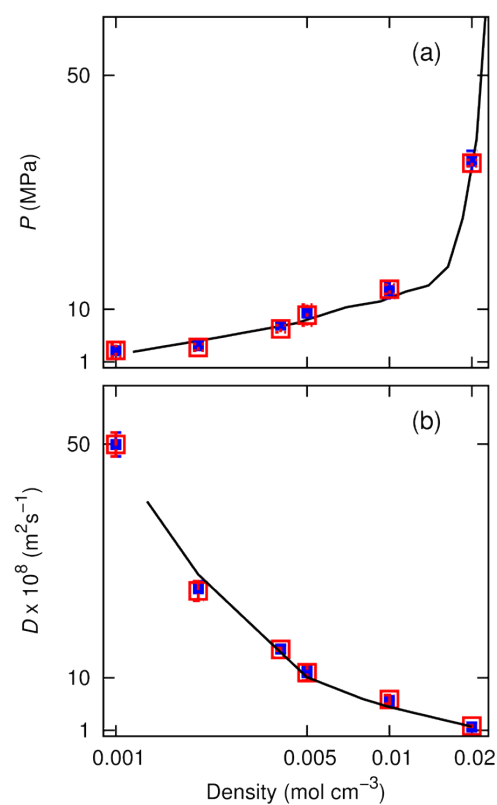 (a)
50
10
1
P (MPa)
(b)
50
10
1
D x 10⁸ (m²s⁻¹)
0.001 0.005 0.01 0.02
Density (mol cm⁻³)